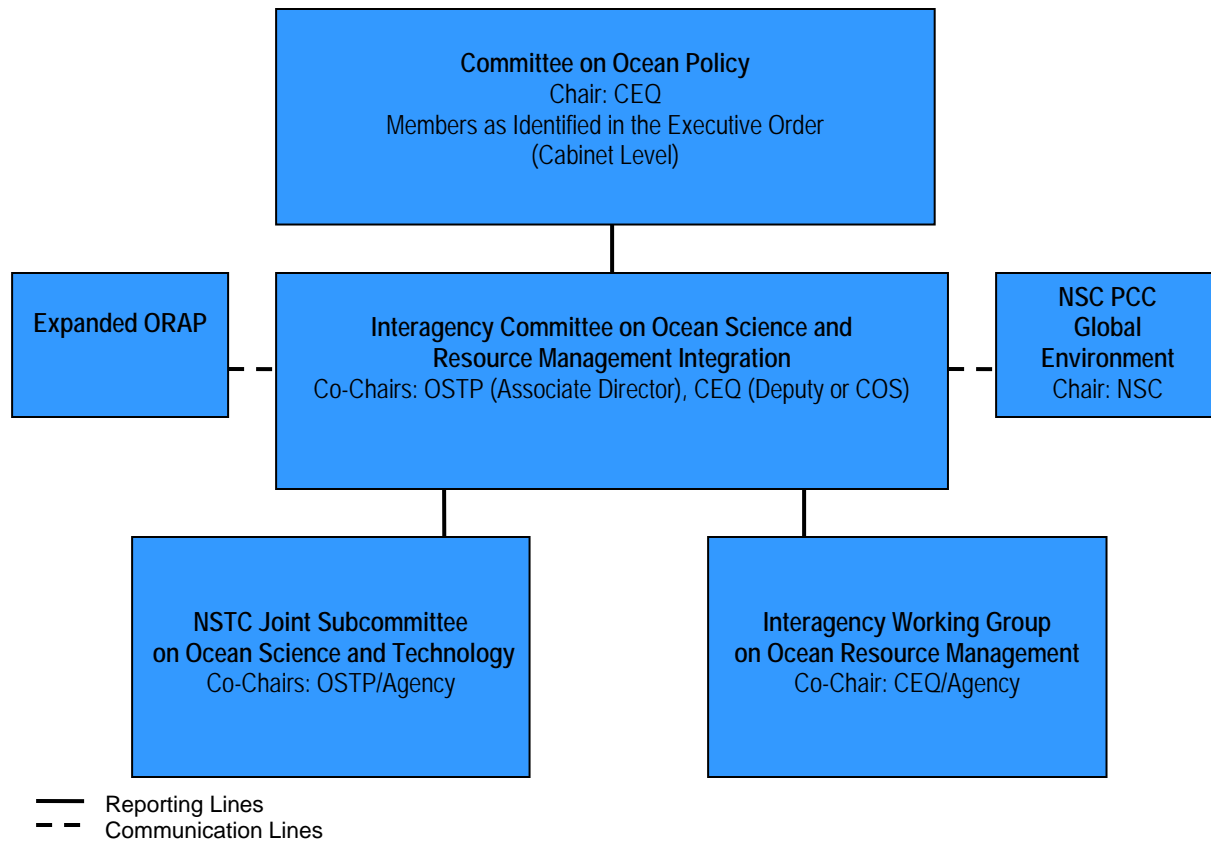 Committee on Ocean Policy
Chair: CEQ
Members as Identified in the Executive Order
(Cabinet Level)
Expanded ORAP
Interagency Committee on Ocean Science and
Resource Management Integration
Co-Chairs: OSTP (Associate Director), CEQ (Deputy or COS)
NSC PCC
Global
Environment
Chair: NSC
NSTC Joint Subcommittee
on Ocean Science and Technology
Co-Chairs: OSTP/Agency
Interagency Working Group
on Ocean Resource Management
Co-Chair: CEQ/Agency
Reporting Lines
Communication Lines